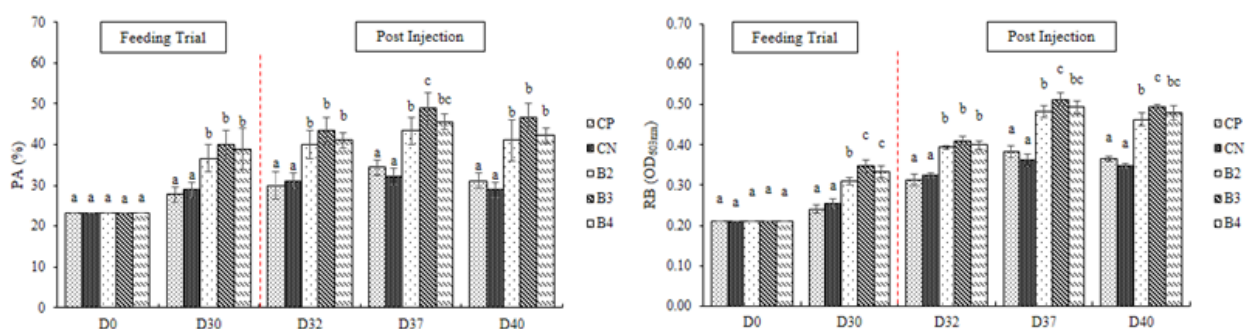 70
60
50
40
30
20
10
0
PA (%)
Feeding Trial
Post Injection
a a a a a
a a b b b
a a b b b
a a b c bc
a a b b b
D0 D30 D32 D37 D40
CP
CN
B2
B3
B4
0.70
0.60
0.50
0.40
0.30
0.20
0.10
0.00
RB (OD503nm)
Feeding Trial
Post Injection
a a a a a
a a b c c
a a b b b
a a b c bc
a a b c bc
D0 D30 D32 D37 D40
CP
CN
B2
B3
B4